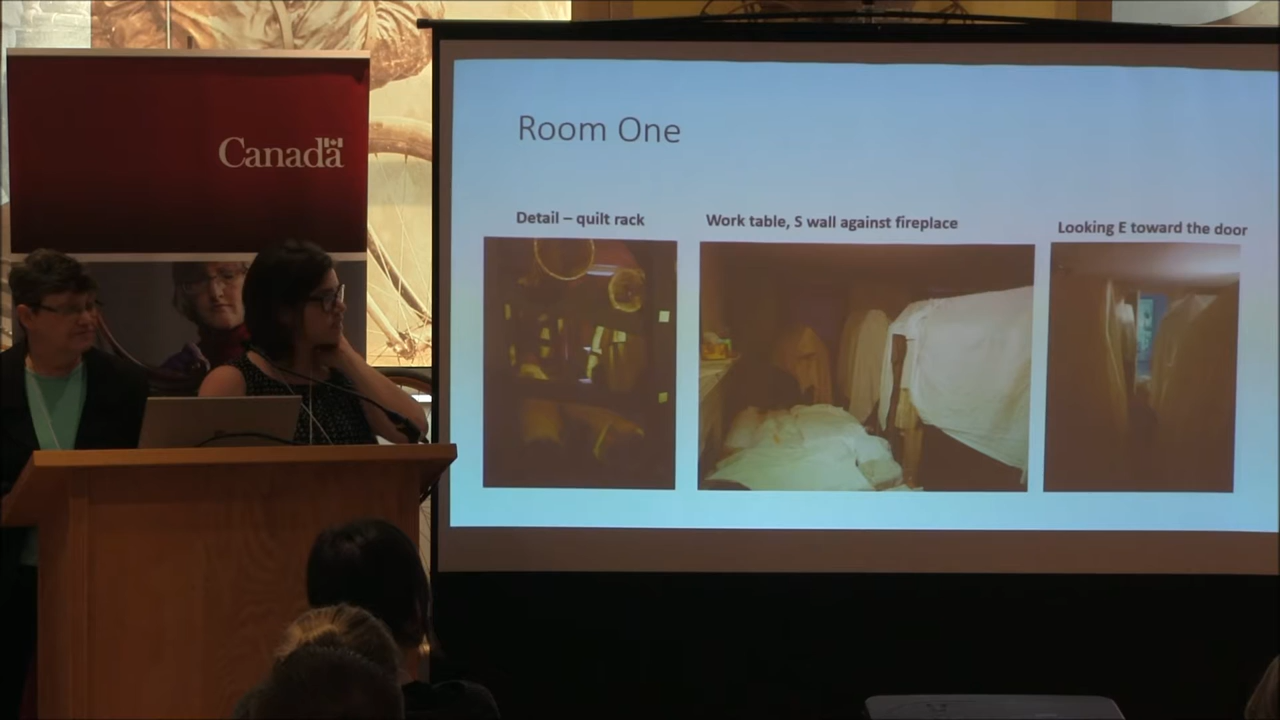 Canada
Room One
Detail – quilt rack
Work table, S wall against fireplace
Looking E toward the door